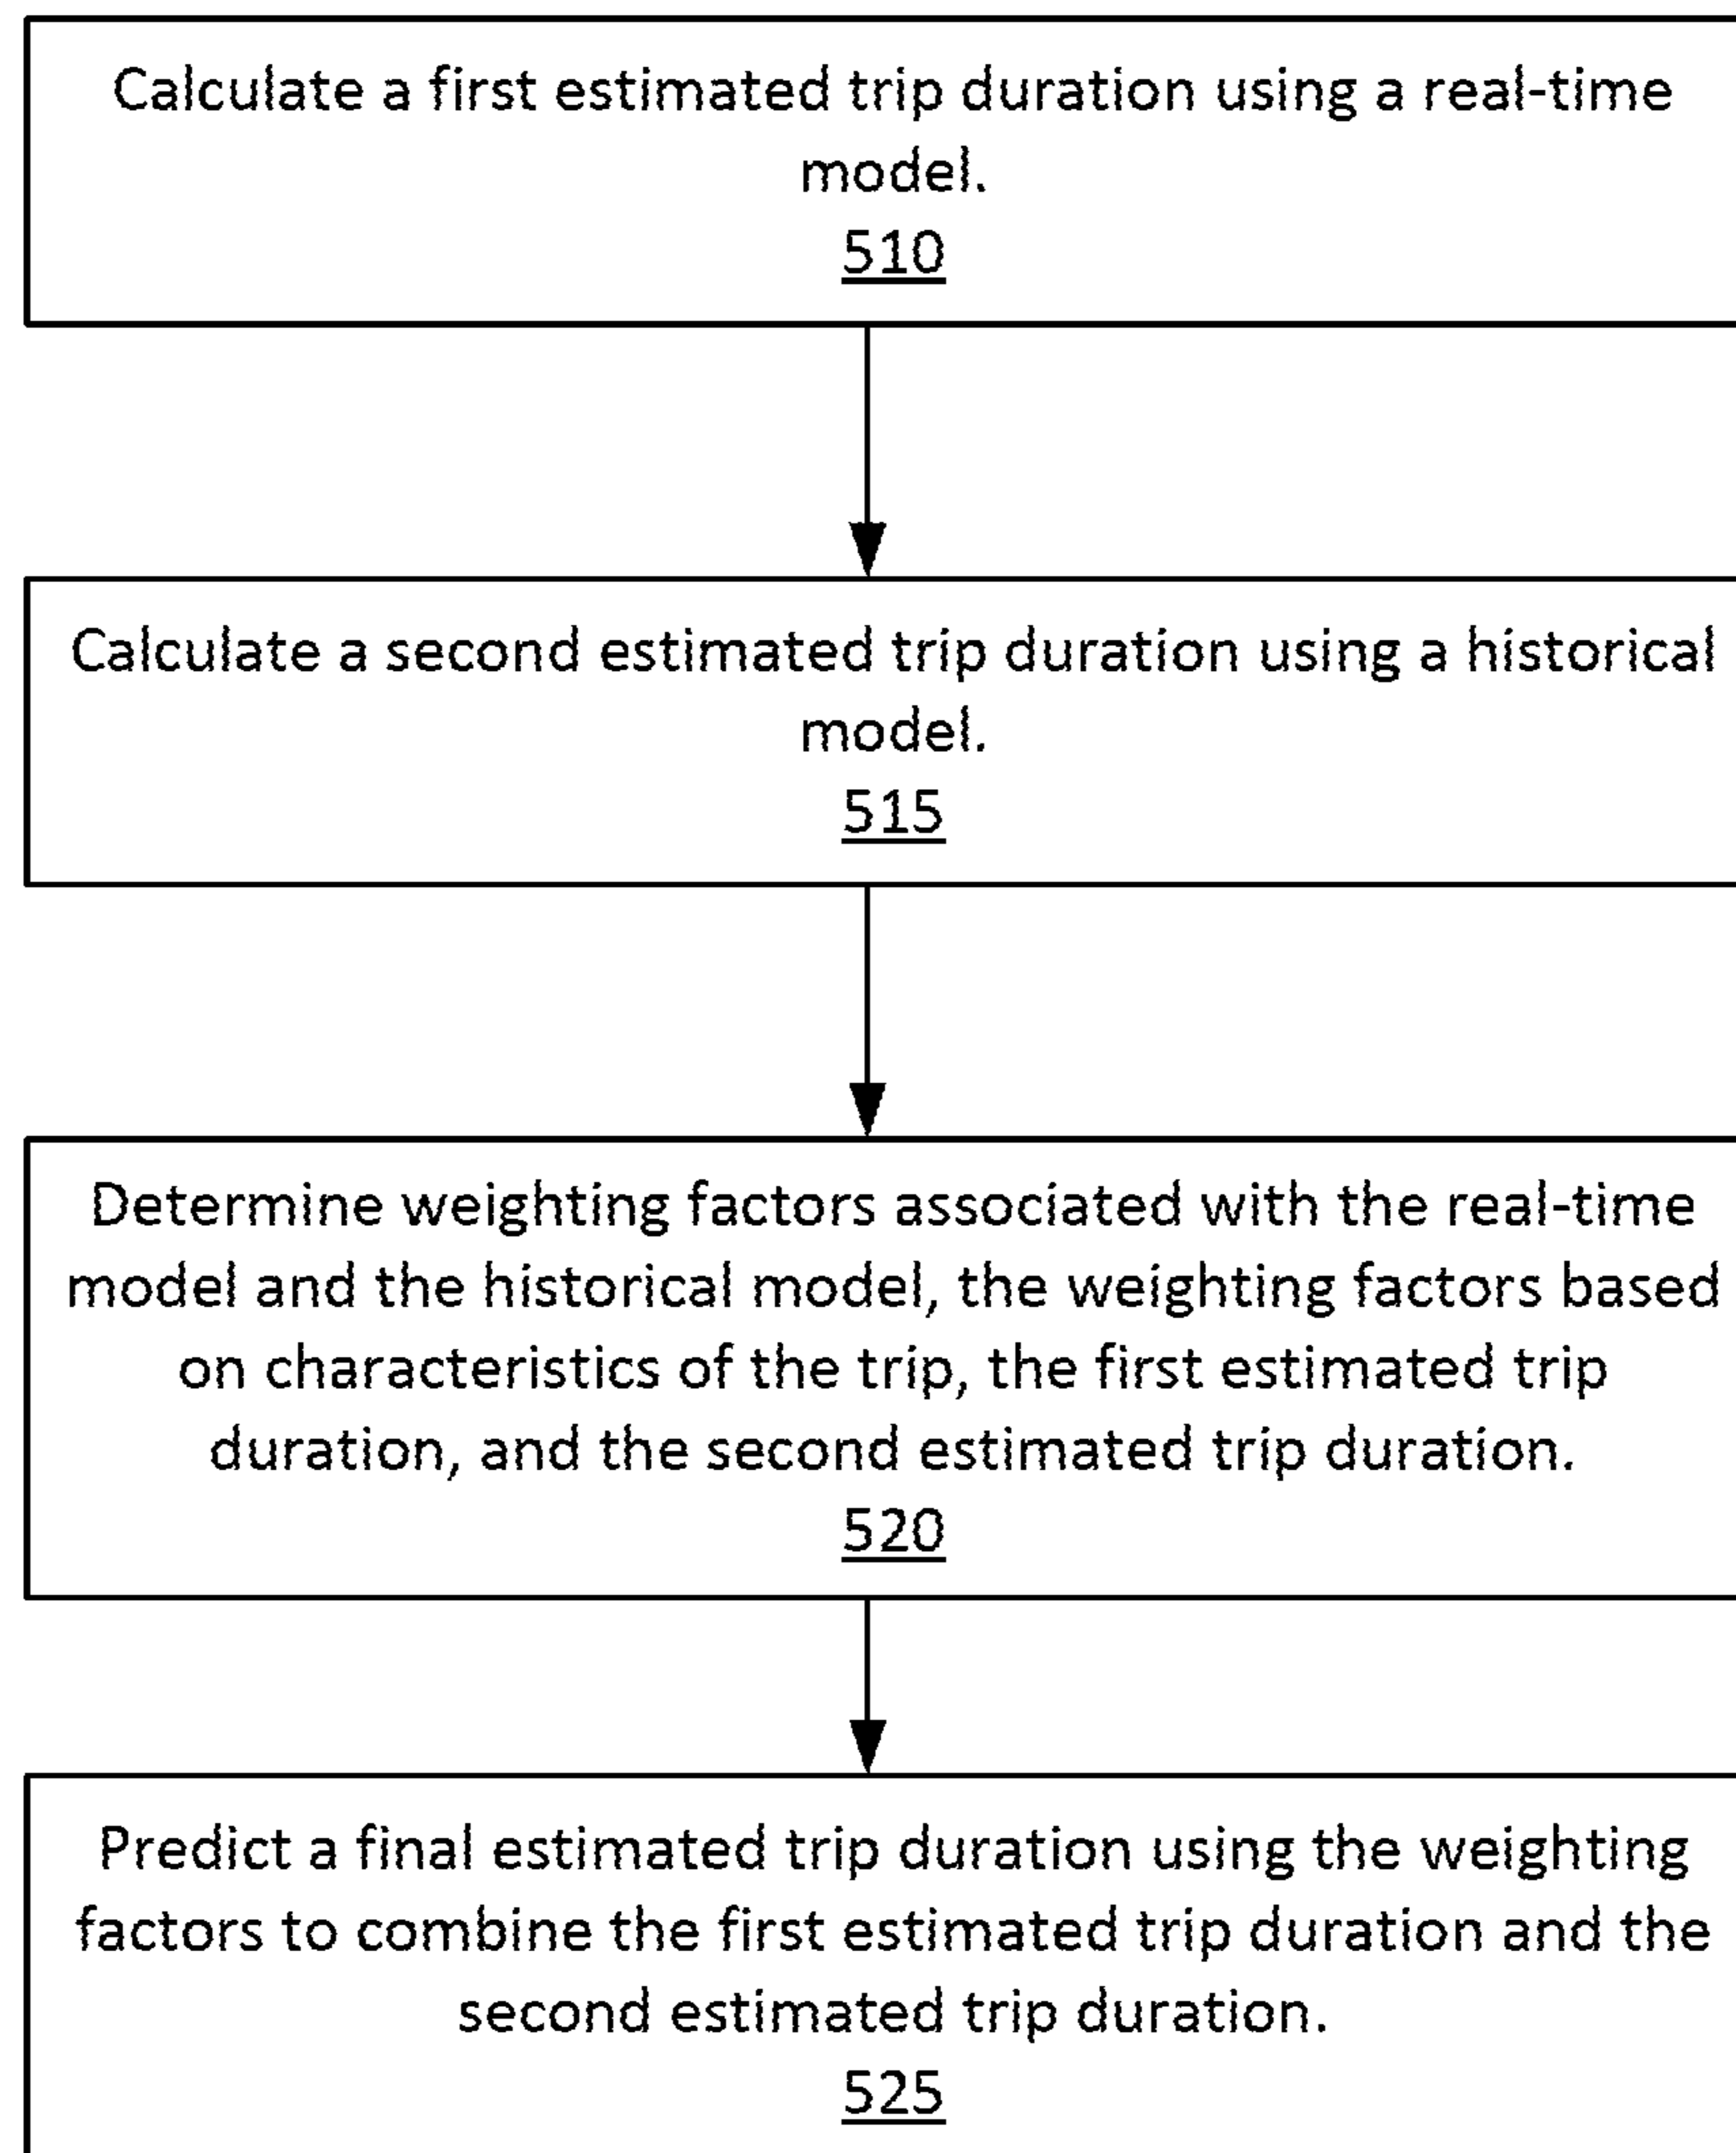 Calculate a first estimated trip duration using a real-time
model.
510
Calculate a second estimated trip duration using a historical
model.
515
Determine weighting factors associated with the real-time
model and the historical model, the weighting factors based
on characteristics of the trip, the first estimated trip
duration, and the second estimated trip duration.
520
Predict a final estimated trip duration using the weighting
factors to combine the first estimated trip duration and the
second estimated trip duration.
525